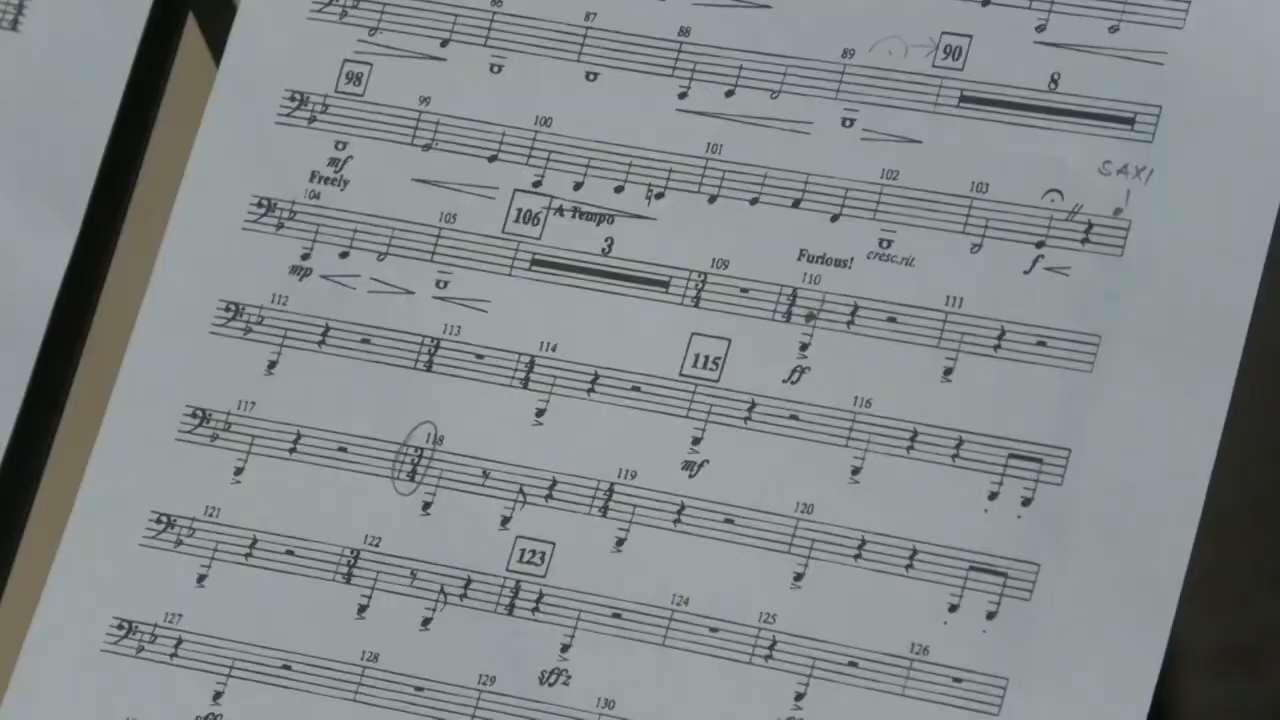 86 87 88 89 90
8
98 99 100 101 102 103 SAX!
mf f
Freely A Tempo Furious! cresc.rit.
104 105 106 3 109 110 111
mp ff
112 113 114 115 116
mf
117 118 119 120
121 122 123 124 125 126
sffz
127 128 129 130